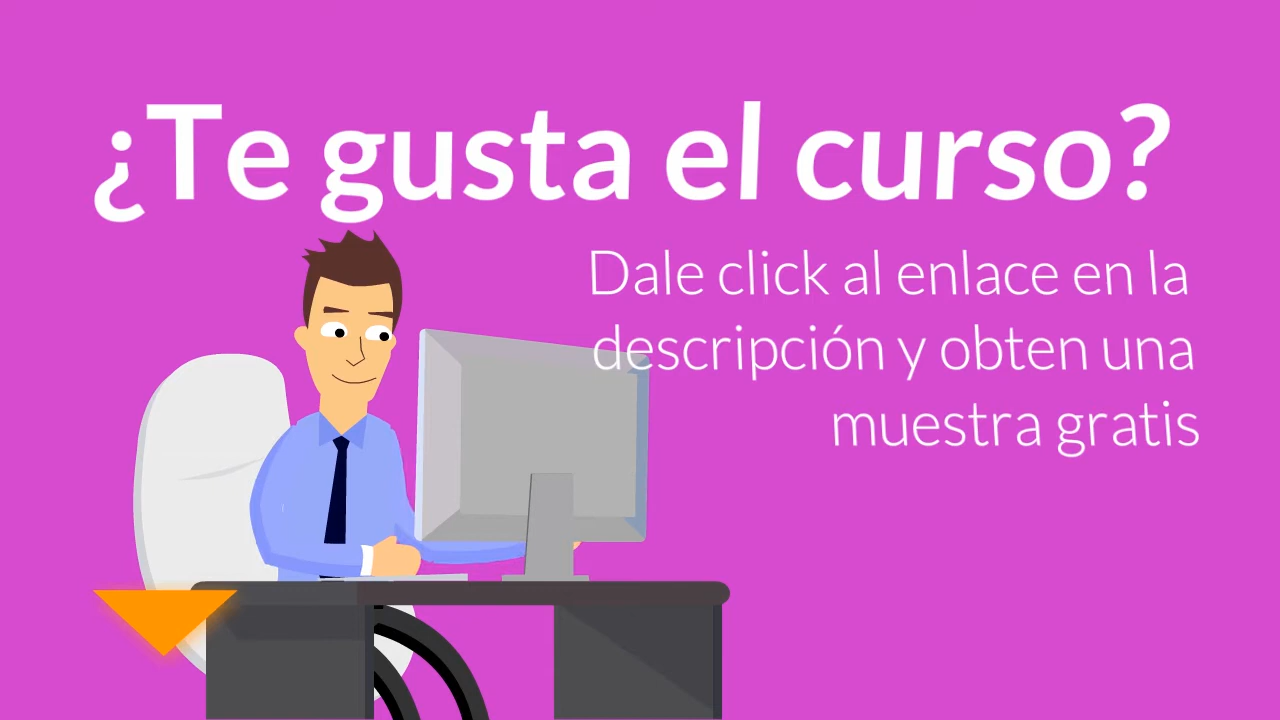 ¿Te gusta el curso?
Dale click al enlace en la
descripción y obten una
muestra gratis